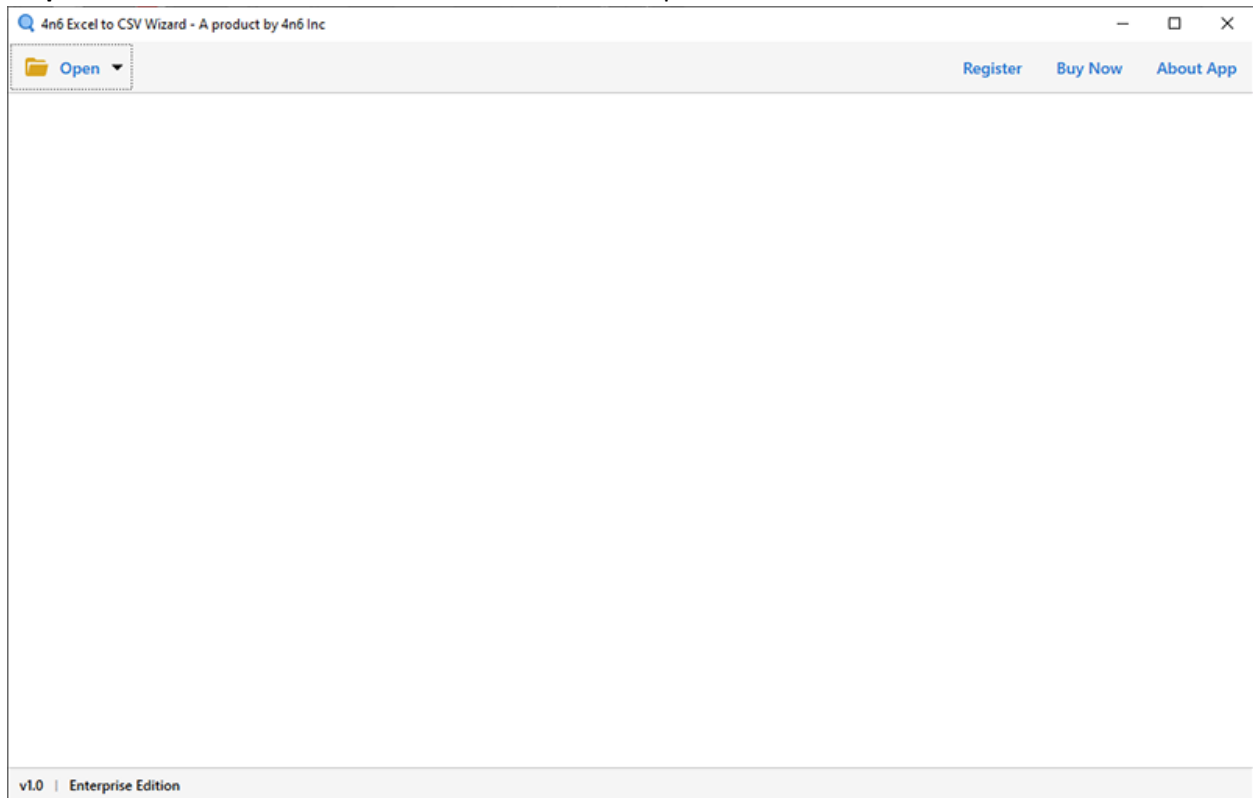 4n6 Excel to CSV Wizard - A product by 4n6 Inc
Open Register Buy Now About App
v1.0 | Enterprise Edition